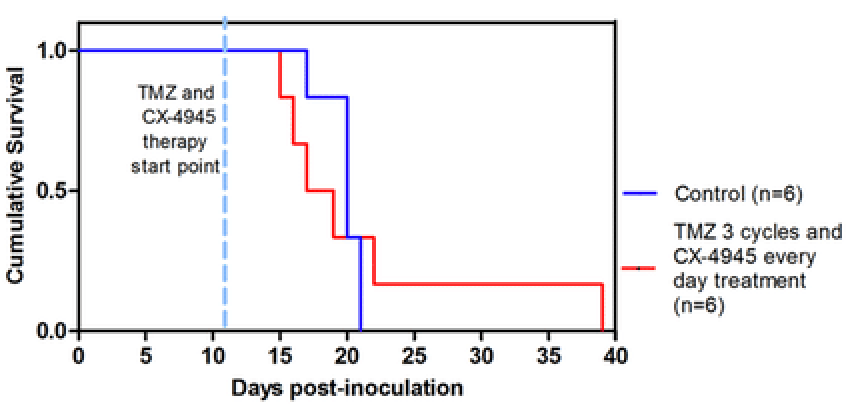 1.0
TMZ and
CX-4945
therapy
start point
0.5
0.0
Cumulative Survival
0 5 10 15 20 25 30 35 40
Days post-inoculation
Control (n=6)
TMZ 3 cycles and
CX-4945 every
day treatment
(n=6)